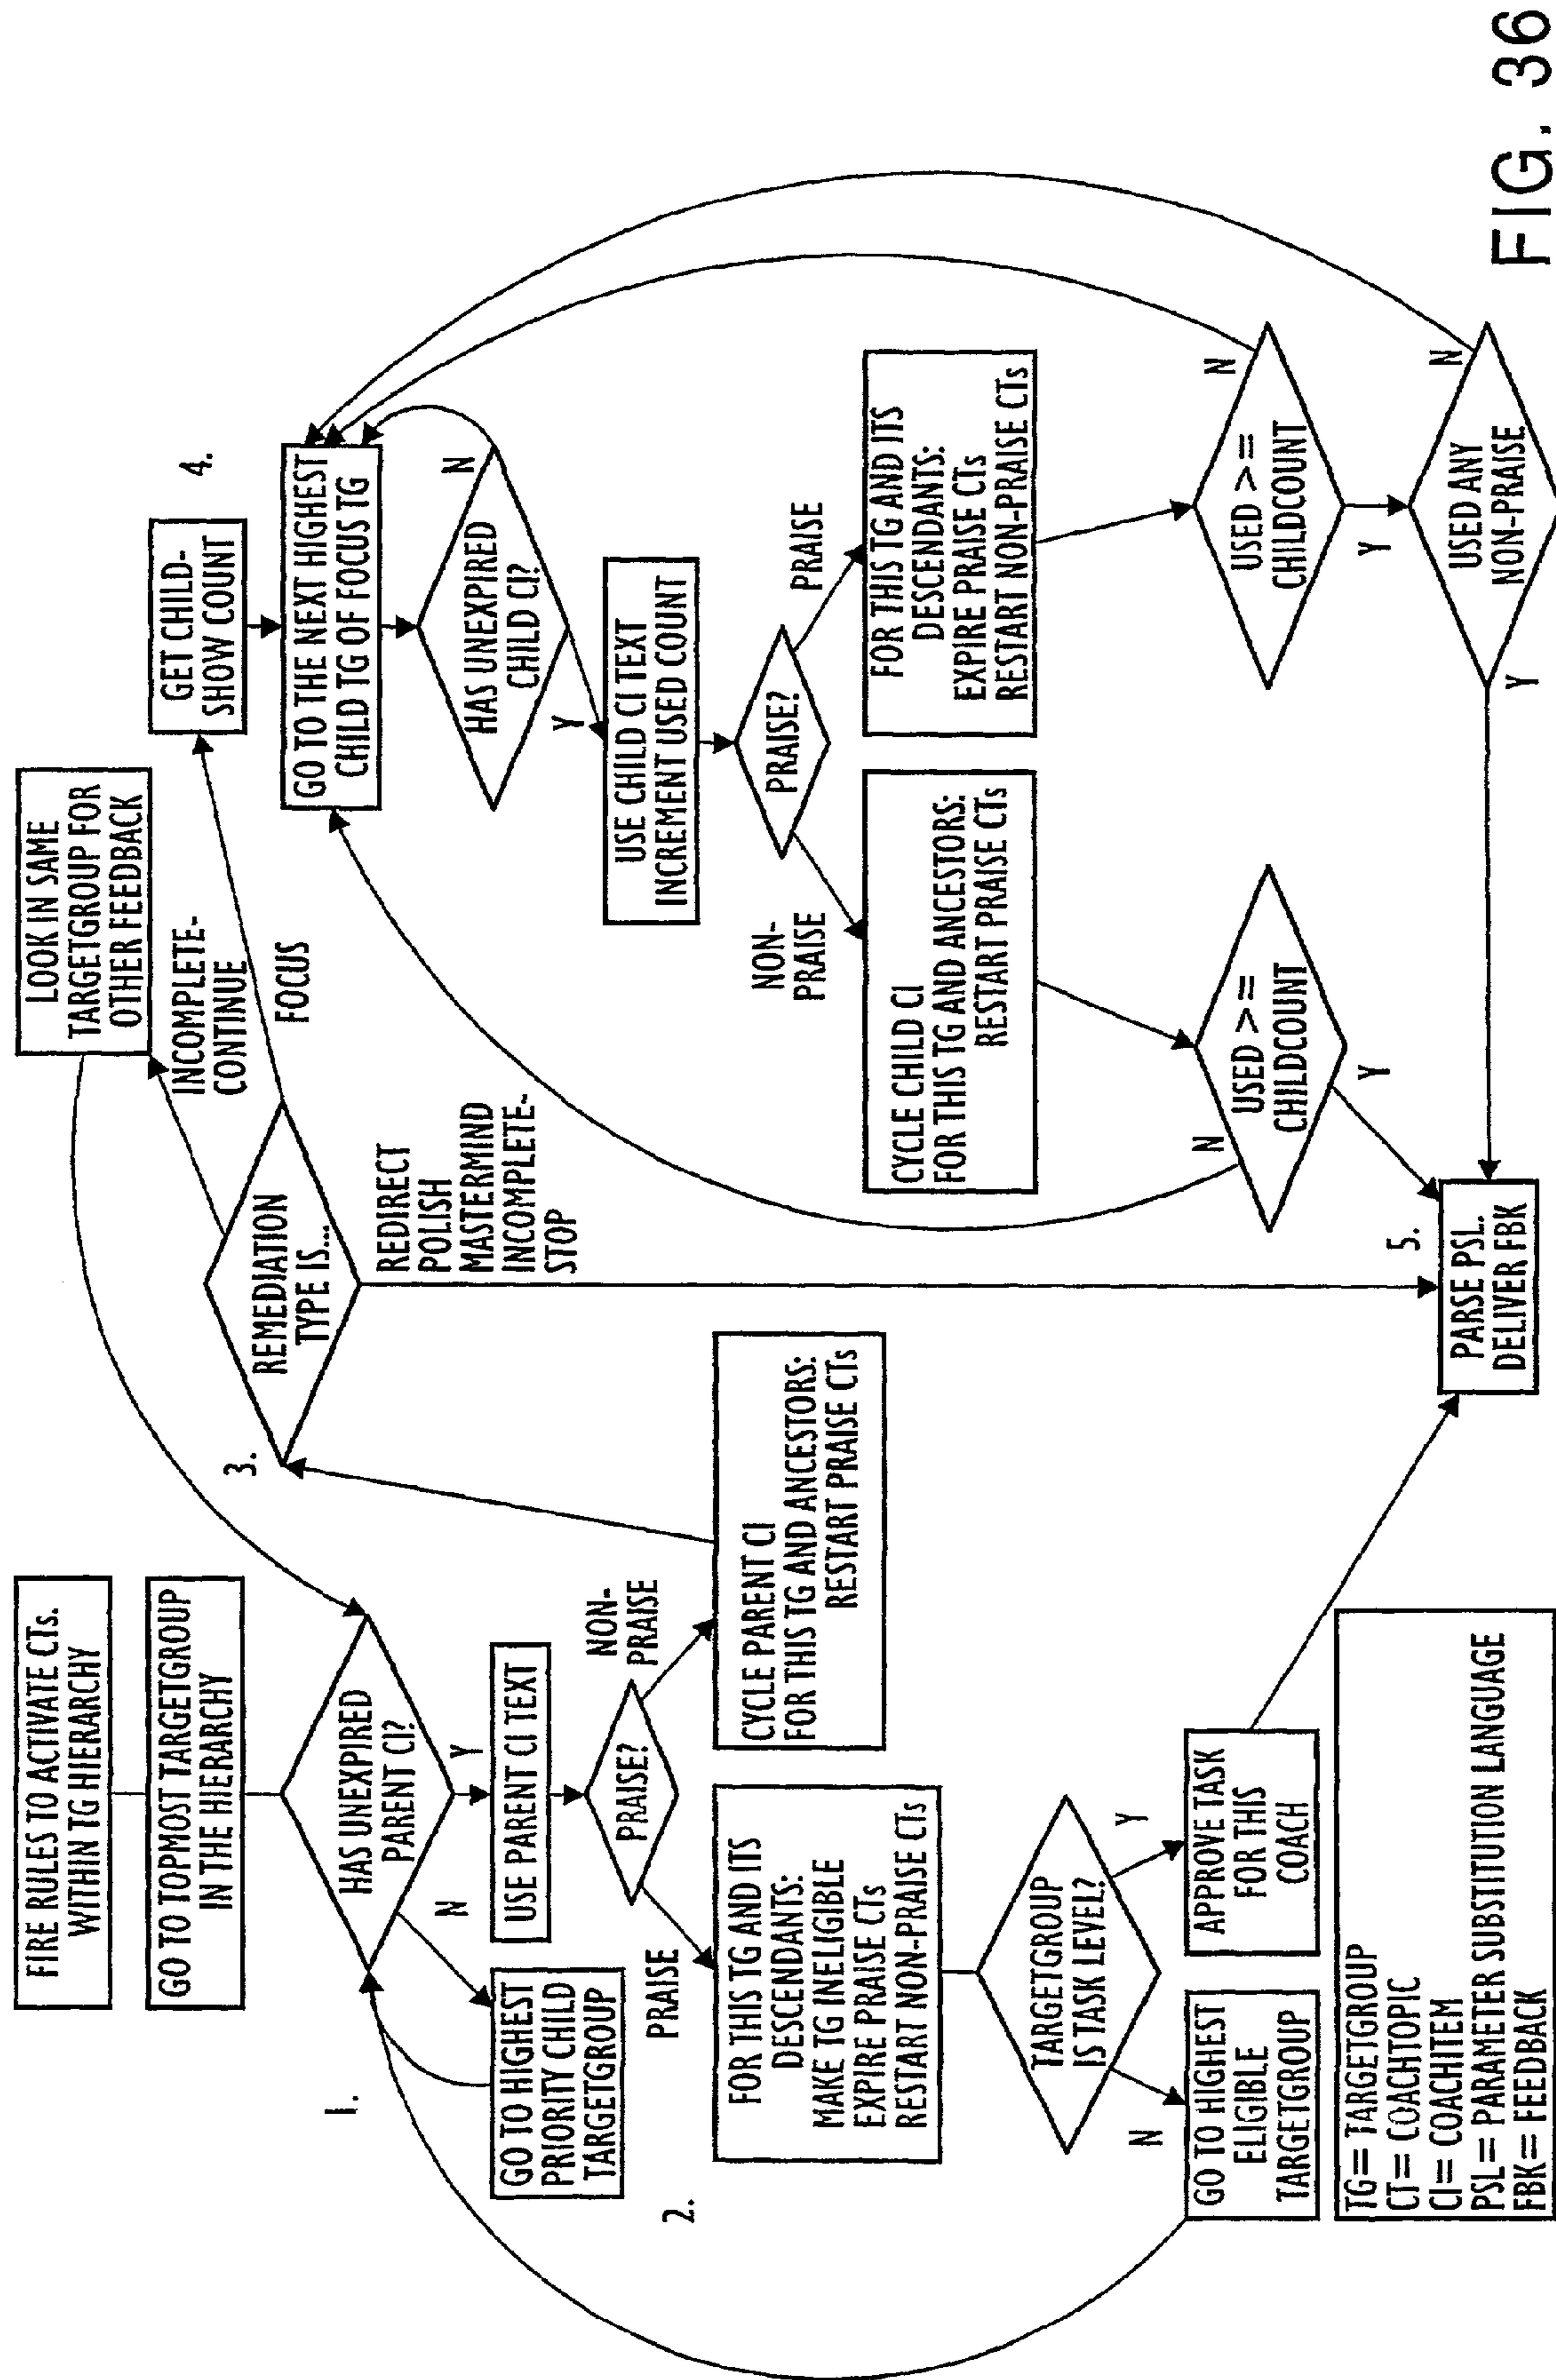 FIRE RULES TO ACTIVATE CTs.
WITHIN TG HIERARCHY
GO TO TOPMOST TARGETGROUP
IN THE HIERARCHY
1.
HAS UNEXPIRED
PARENT CI?
N
Y
GO TO HIGHEST
PRIORITY CHILD
TARGETGROUP
USE PARENT CI TEXT
2.
PRAISE?
PRAISE
NON-
PRAISE
FOR THIS TG AND ITS
DESCENDANTS:
MAKE TG INELIGIBLE
EXPIRE PRAISE CTs
RESTART NON-PRAISE CTs
CYCLE PARENT CI
FOR THIS TG AND ANCESTORS:
RESTART PRAISE CTs
TARGETGROUP
IS TASK LEVEL?
N
Y
GO TO HIGHEST
ELIGIBLE
TARGETGROUP
APPROVE TASK
FOR THIS
COACH
TG= TARGETGROUP
CT= COACHTOPIC
CI= COACHITEM
PSL= PARAMETER SUBSTITUTION LANGUAGE
FBK= FEEDBACK
3.
REMEDIATION
TYPE IS...
LOOK IN SAME
TARGETGROUP FOR
OTHER FEEDBACK
INCOMPLETE-
CONTINUE
FOCUS
REDIRECT
POLISH
MASTERMIND
INCOMPLETE-
STOP
4.
GET CHILD-
SHOW COUNT
GO TO THE NEXT HIGHEST
CHILD TG OF FOCUS TG
HAS UNEXPIRED
CHILD CI?
N
Y
USE CHILD CI TEXT
INCREMENT USED COUNT
PRAISE?
NON-
PRAISE
PRAISE
CYCLE CHILD CI
FOR THIS TG AND ANCESTORS:
RESTART PRAISE CTs
FOR THIS TG AND ITS
DESCENDANTS:
EXPIRE PRAISE CTs
RESTART NON-PRAISE CTs
USED >=
CHILDCOUNT
N
Y
USED >=
CHILDCOUNT
N
Y
USED ANY
NON-PRAISE
N
Y
5.
PARSE PSL.
DELIVER FBK
FIG. 36